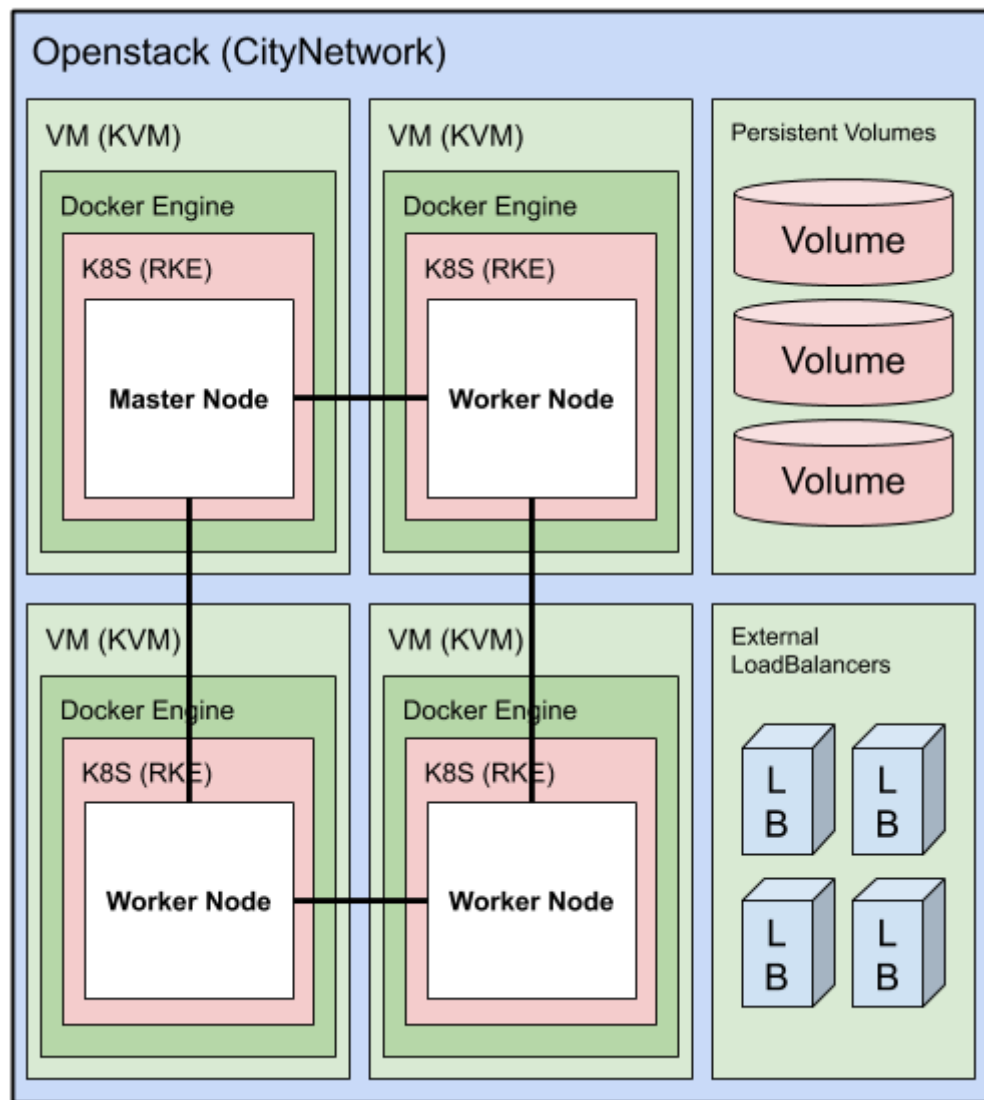 Openstack (CityNetwork)
VM (KVM)
Docker Engine
K8S (RKE)
Master Node
VM (KVM)
Docker Engine
K8S (RKE)
Worker Node
Persistent Volumes
Volume
Volume
Volume
VM (KVM)
Docker Engine
K8S (RKE)
Worker Node
VM (KVM)
Docker Engine
K8S (RKE)
Worker Node
External
LoadBalancers
L
B
L
B
L
B
L
B